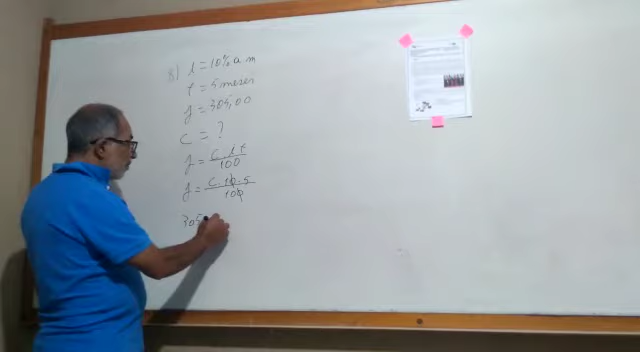 8) i = 10% a m
t = 5 meses
j = 305,00
c = ?
j = c . i t / 100
j = c . 10 . 5 / 100
305